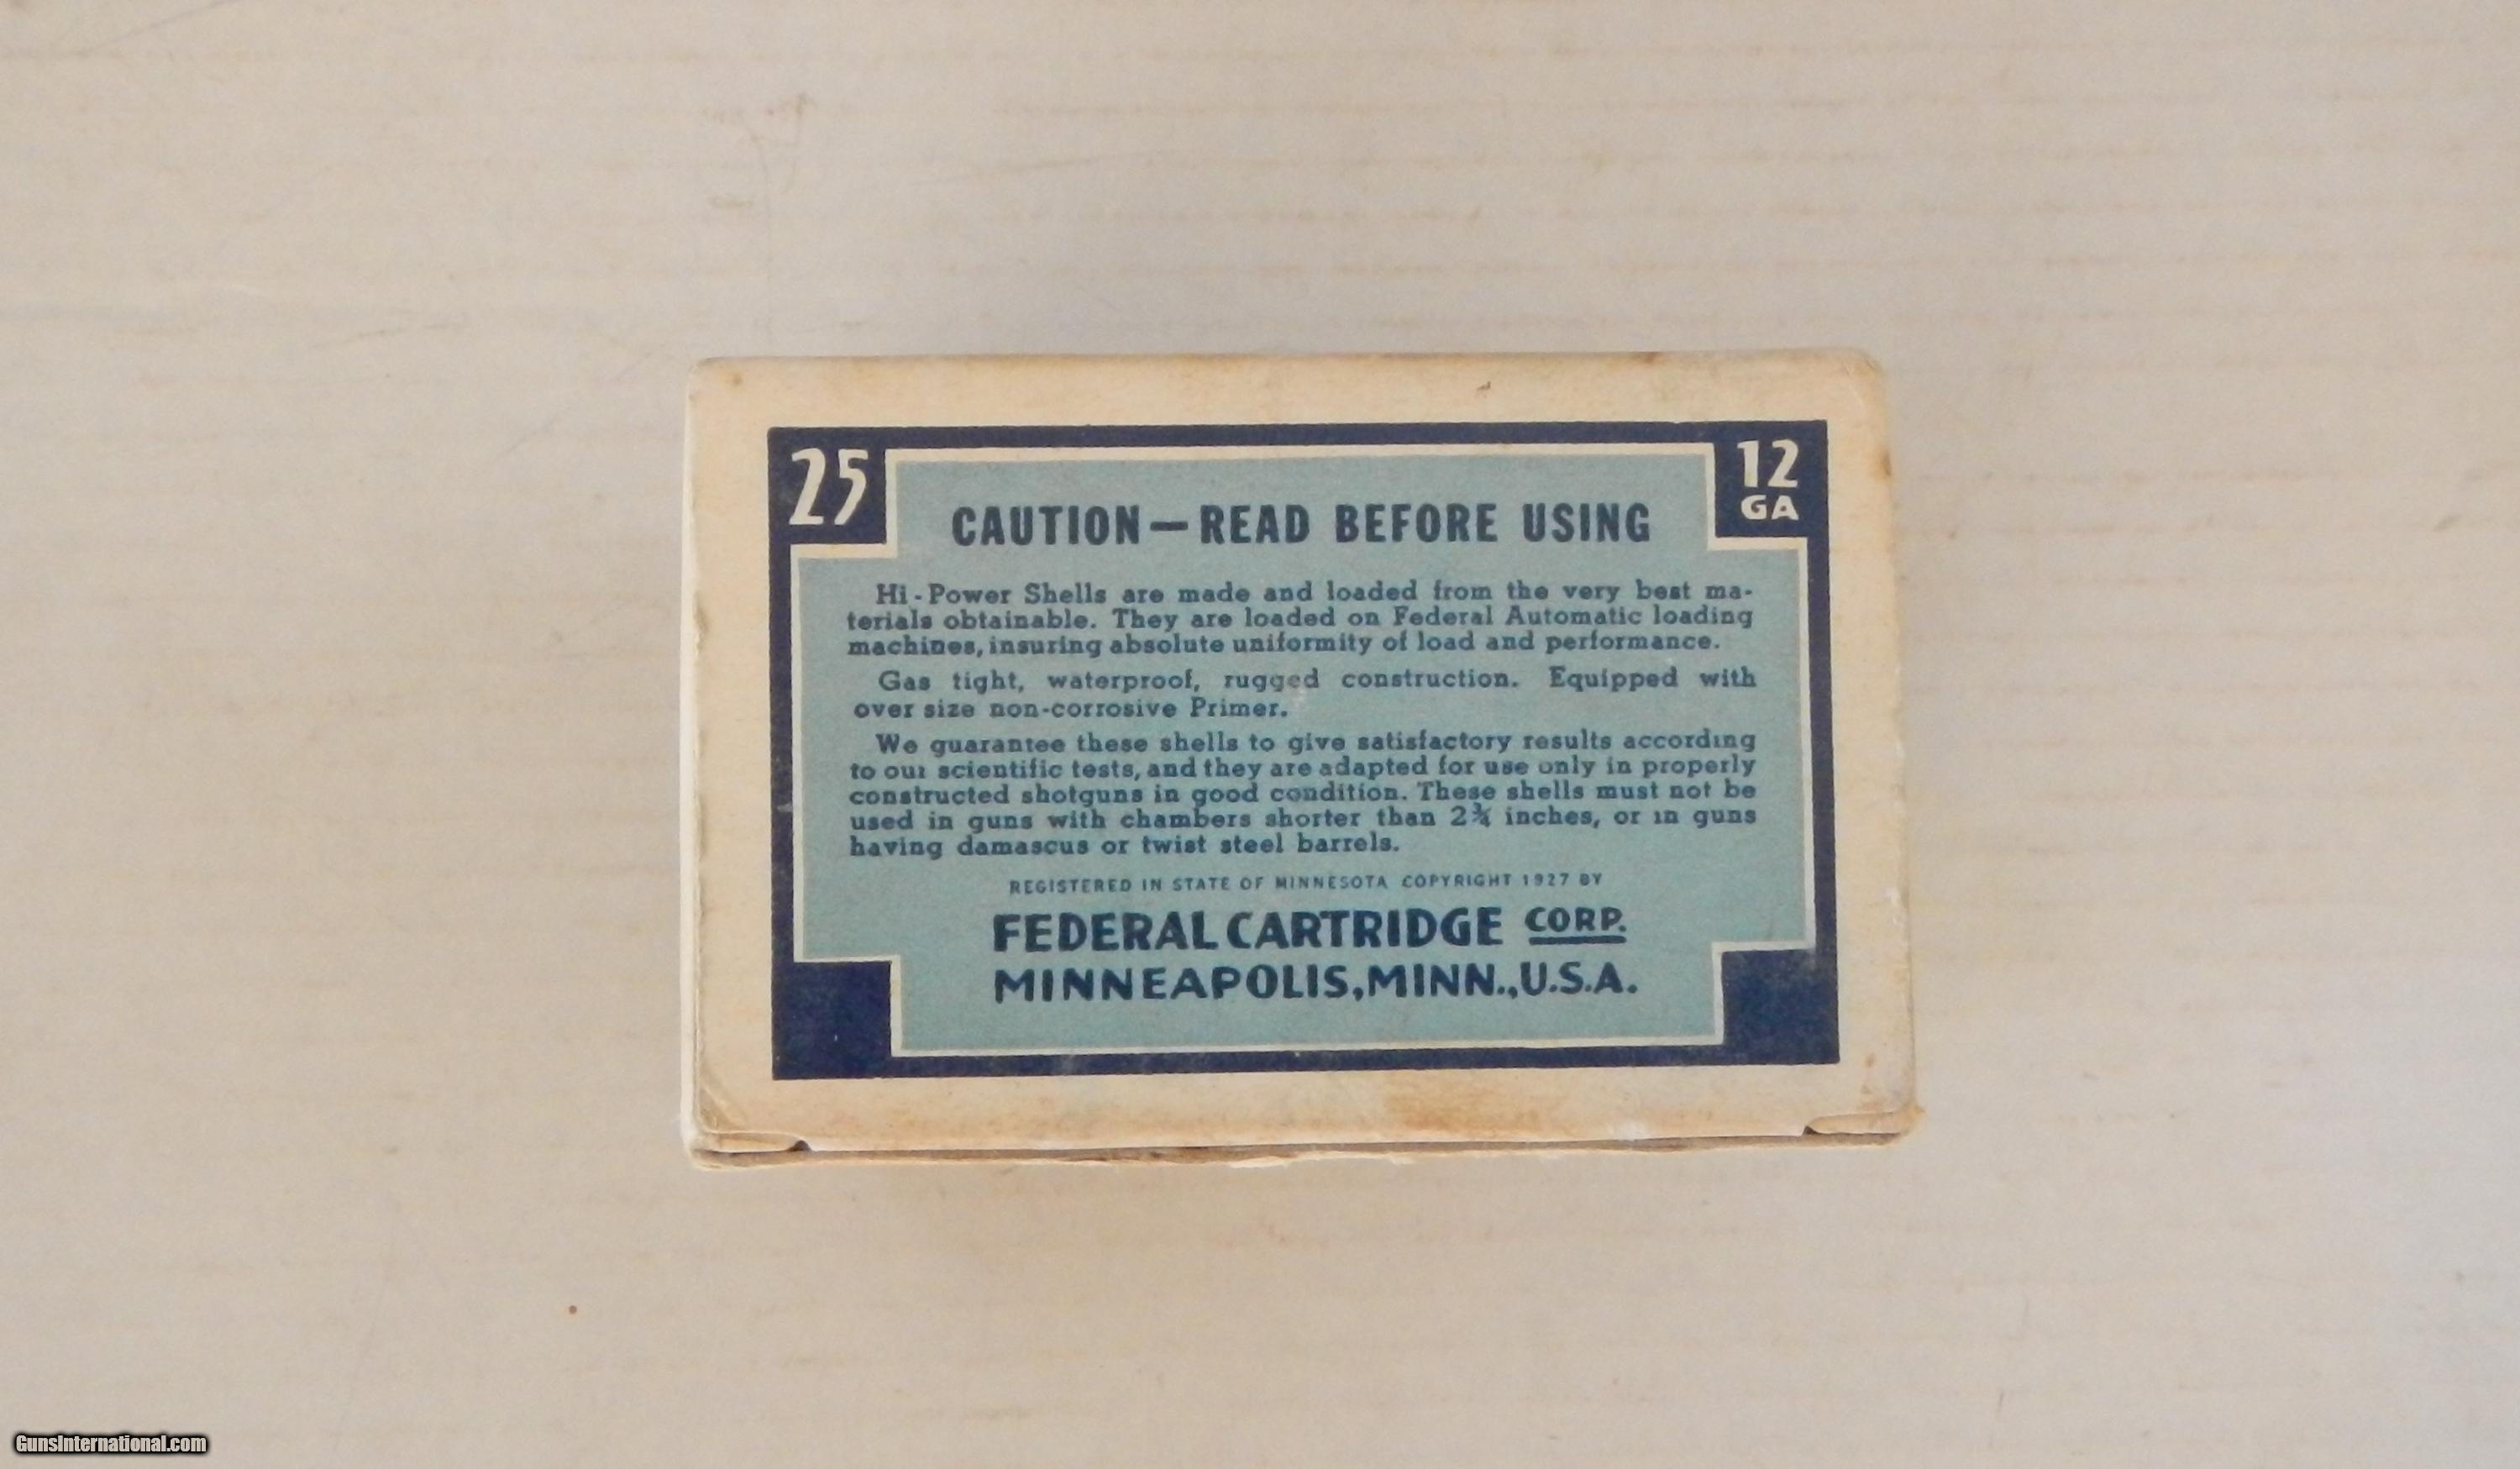 25
12
GA
CAUTION — READ BEFORE USING
Hi-Power Shells are made and loaded from the very best ma-
terials obtainable. They are loaded on Federal Automatic loading
machines, insuring absolute uniformity of load and performance.
Gas tight, waterproof, rugged construction. Equipped with
over size non-corrosive Primer.
We guarantee these shells to give satisfactory results according
to our scientific tests, and they are adapted for use only in properly
constructed shotguns in good condition. These shells must not be
used in guns with chambers shorter than 2¾ inches, or in guns
having damascus or twist steel barrels.
REGISTERED IN STATE OF MINNESOTA COPYRIGHT 1927 BY
FEDERAL CARTRIDGE CORP.
MINNEAPOLIS, MINN., U.S.A.
GunsInternational.com